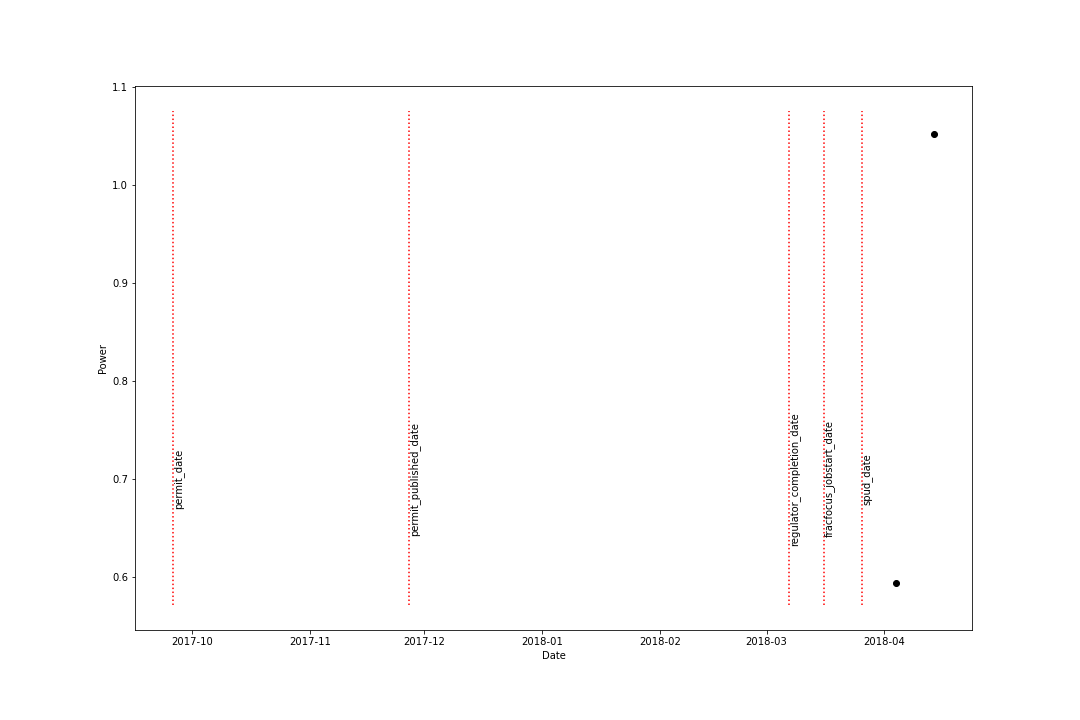 1.1
1.0
0.9
0.8
0.7
0.6
Power
permit_date
permit_published_date
regulator_completion_date
fracfocus_jobstart_date
spud_date
2017-10
2017-11
2017-12
2018-01
2018-02
2018-03
2018-04
Date